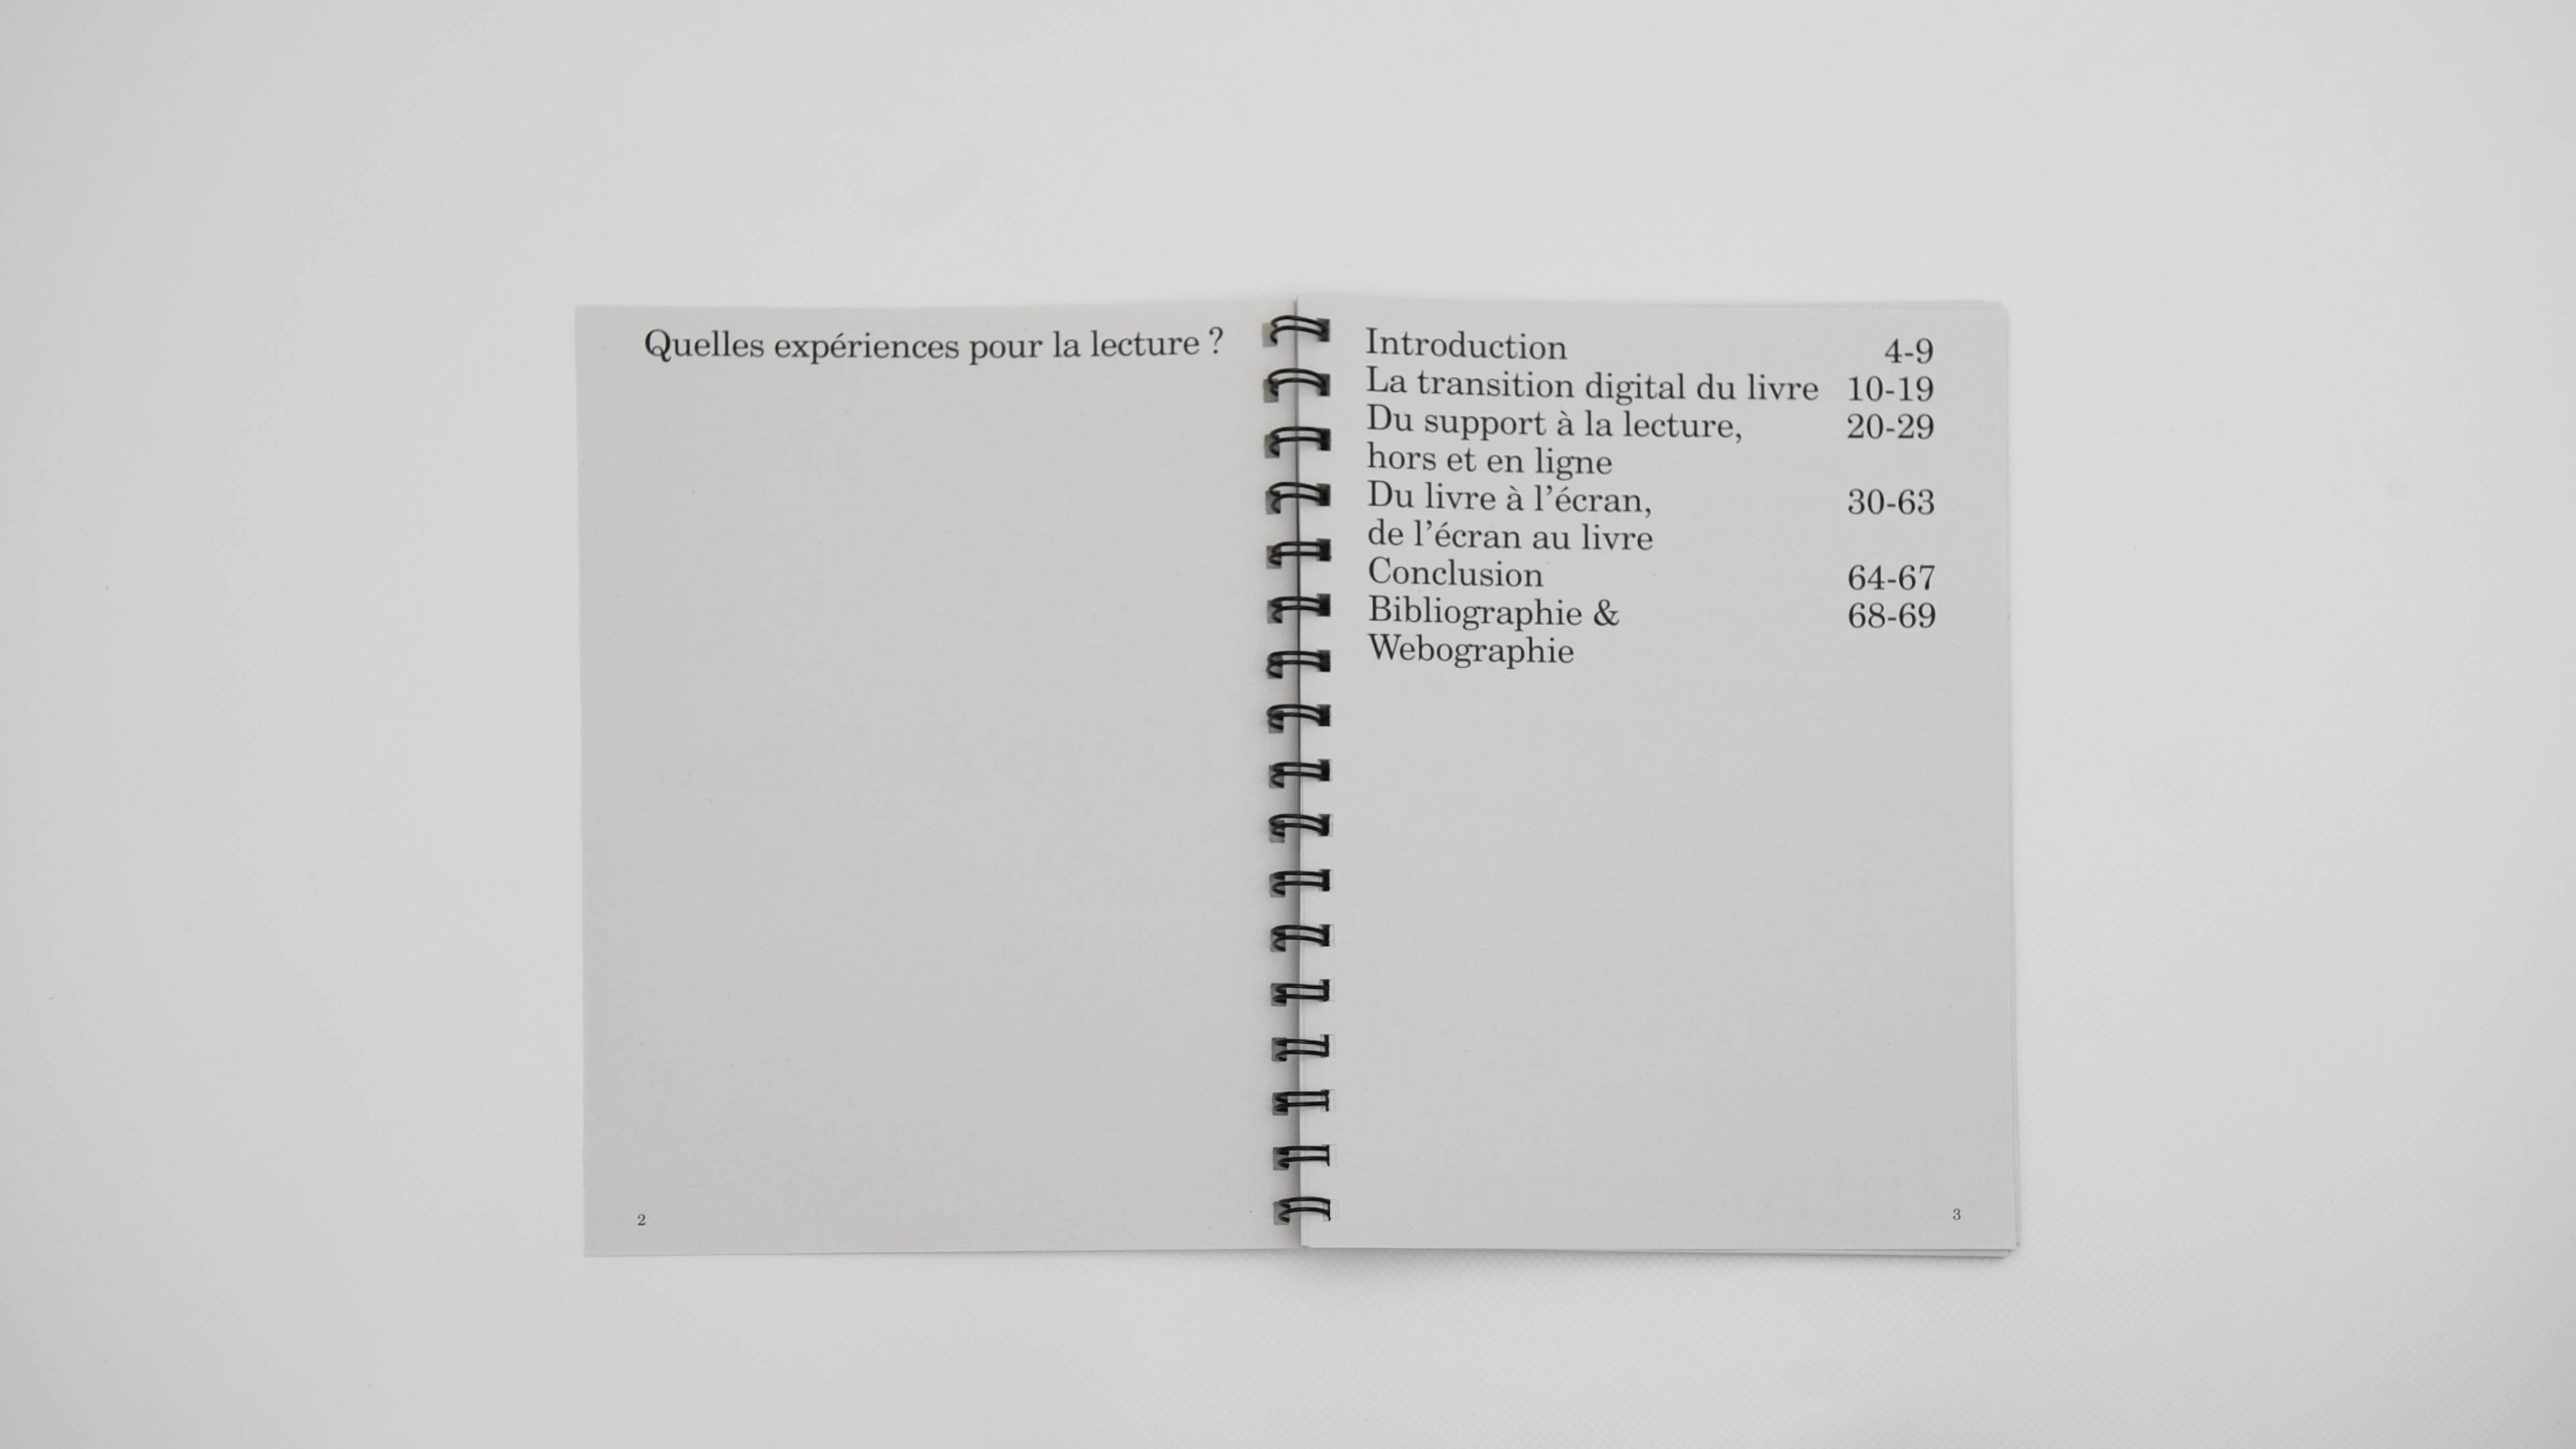 Quelles expériences pour la lecture ?
2
Introduction 4-9
La transition digital du livre 10-19
Du support à la lecture, 20-29
hors et en ligne
Du livre à l’écran, 30-63
de l’écran au livre
Conclusion 64-67
Bibliographie & 68-69
Webographie
3